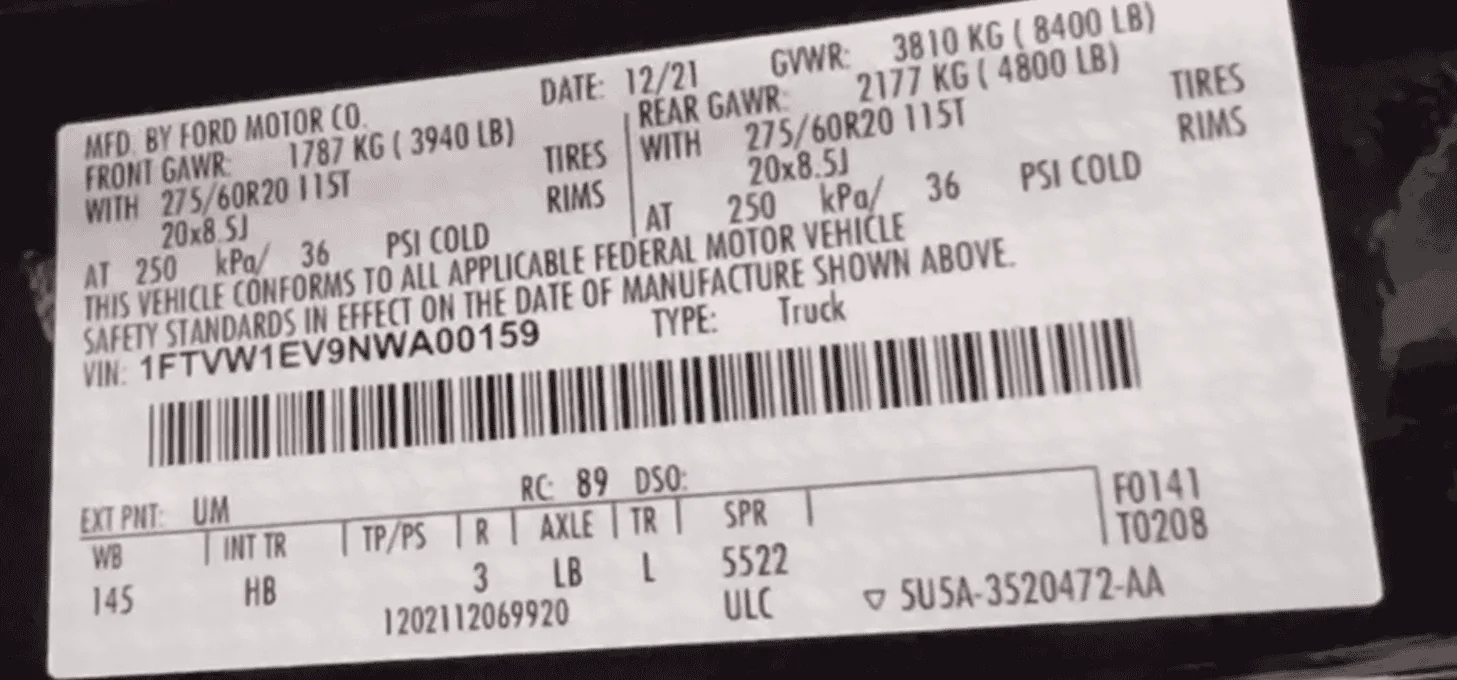 DATE: 12/21 GVWR: 3810 KG ( 8400 LB)
MFD. BY FORD MOTOR CO.
FRONT GAWR: 1787 KG ( 3940 LB)
WITH 275/60R20 115T TIRES
20x8.5J RIMS
AT 250 kPa/ 36 PSI COLD
REAR GAWR: 2177 KG ( 4800 LB)
WITH 275/60R20 115T TIRES
20x8.5J RIMS
AT 250 kPa/ 36 PSI COLD
THIS VEHICLE CONFORMS TO ALL APPLICABLE FEDERAL MOTOR VEHICLE
SAFETY STANDARDS IN EFFECT ON THE DATE OF MANUFACTURE SHOWN ABOVE.
VIN: 1FTVW1EV9NWA00159 TYPE: Truck
EXT PNT: UM RC: 89 DSO:
WB INT TR TP/PS R AXLE TR SPR
145 HB 3 LB L 5522
F0141
T0208
1202112069920 ULC ▽ 5U5A-3520472-AA